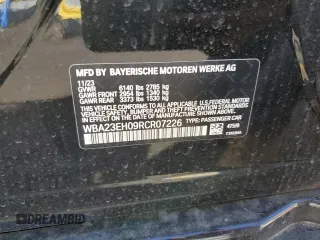 MFD BY BAYERISCHE MOTOREN WERKE AG
11/23
GVWR 6140 lbs 2785 kg
GAWR FRONT 2954 lbs 1340 kg
GAWR REAR 3373 lbs 1530 kg
THIS VEHICLE CONFORMS TO ALL APPLICABLE U.S. FEDERAL MOTOR
VEHICLE SAFETY, BUMPER, AND THEFT PREVENTION STANDARDS IN
EFFECT ON THE DATE OF MANUFACTURE SHOWN ABOVE.
WBA23EH09RCR07226 TYPE: PASSENGER CAR
475/9
DREAMBID